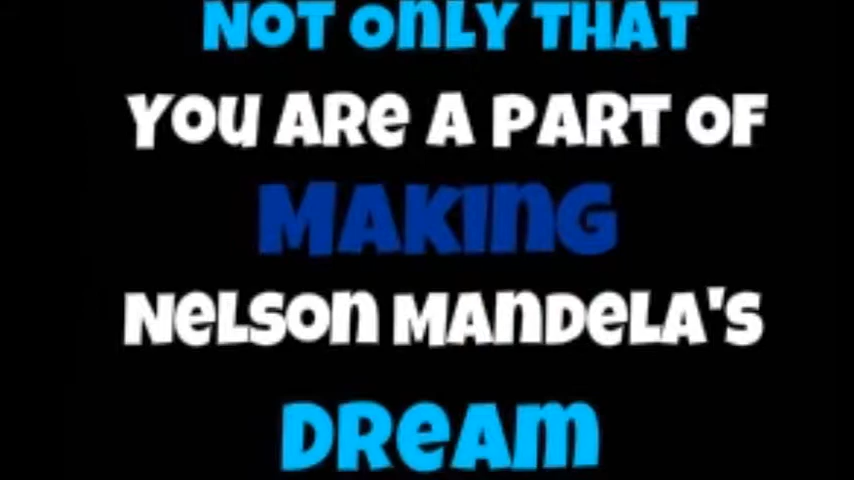 NOT ONLY THAT
YOU ARE A PART OF
MAKING
NELSON MANDELA'S
DREAM